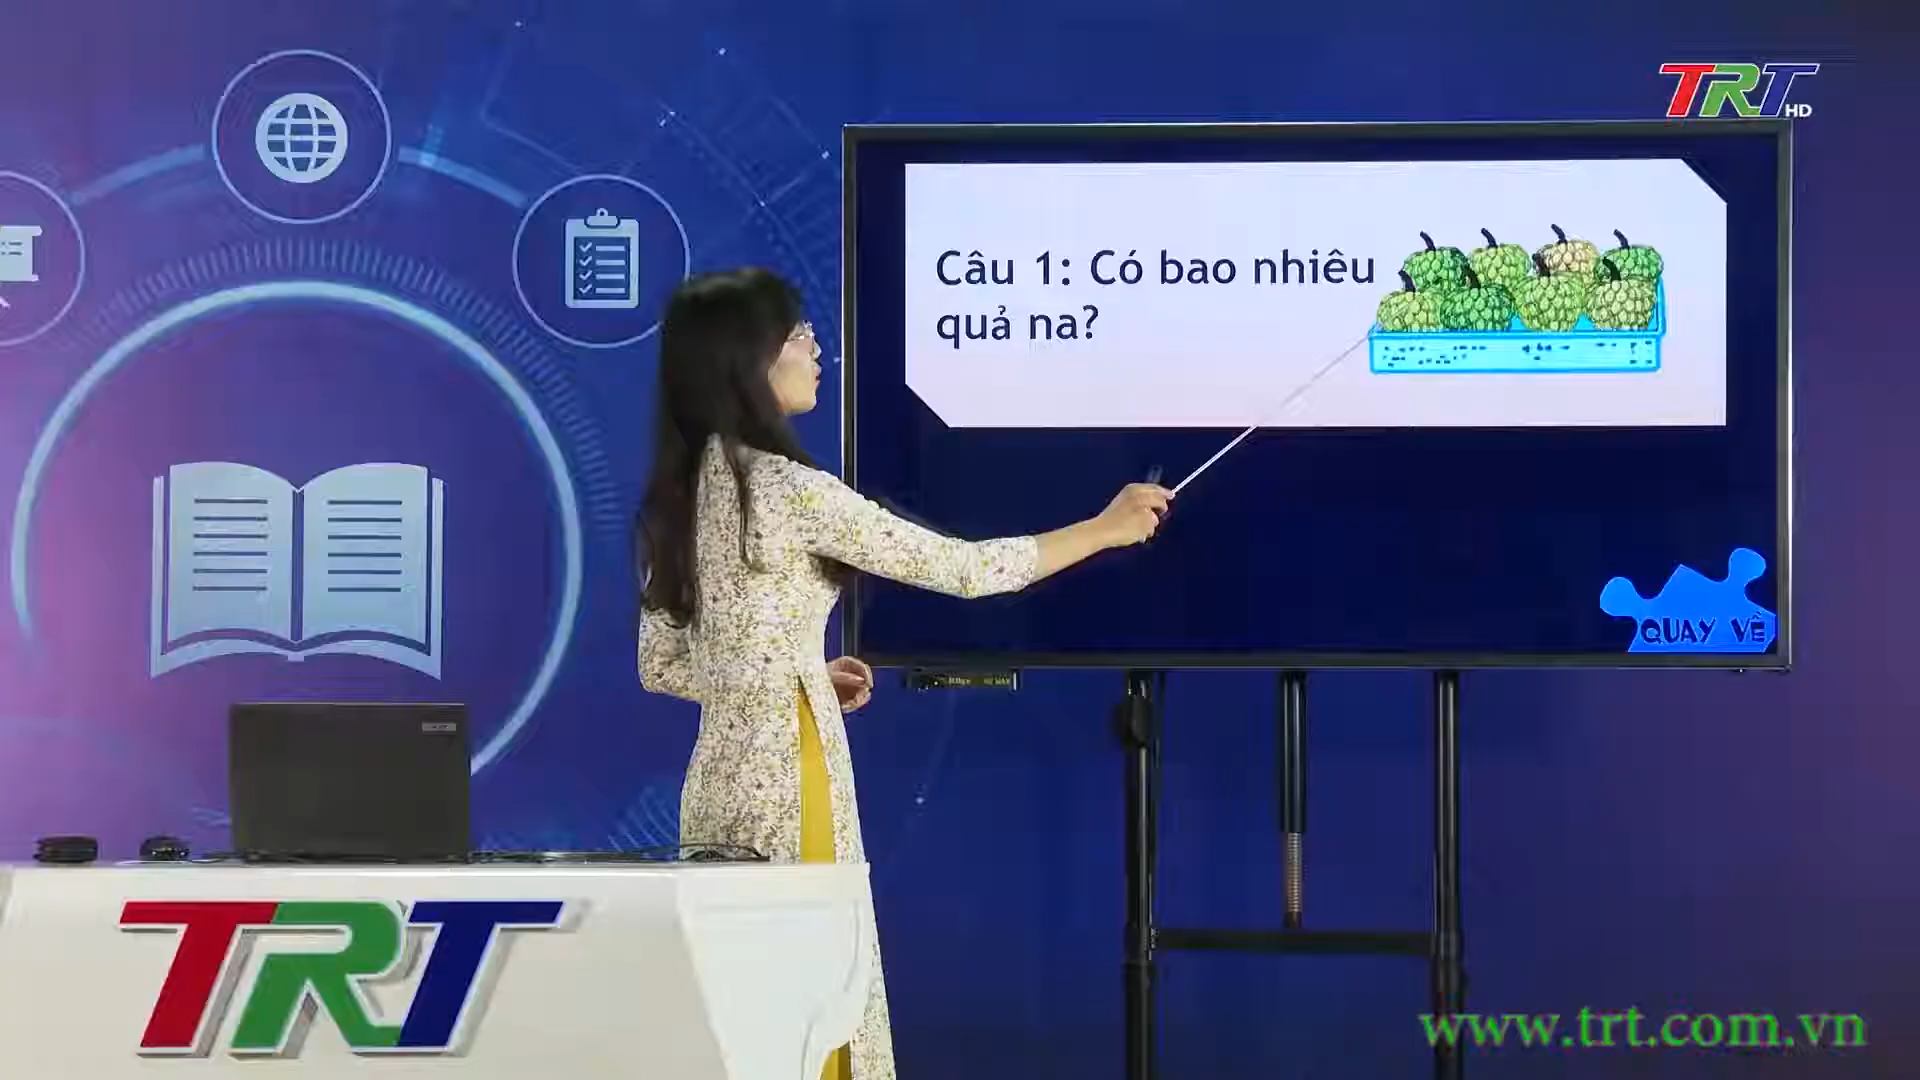 TRT HD
Câu 1: Có bao nhiêu
quả na?
QUAY VỀ
TRT
www.trt.com.vn